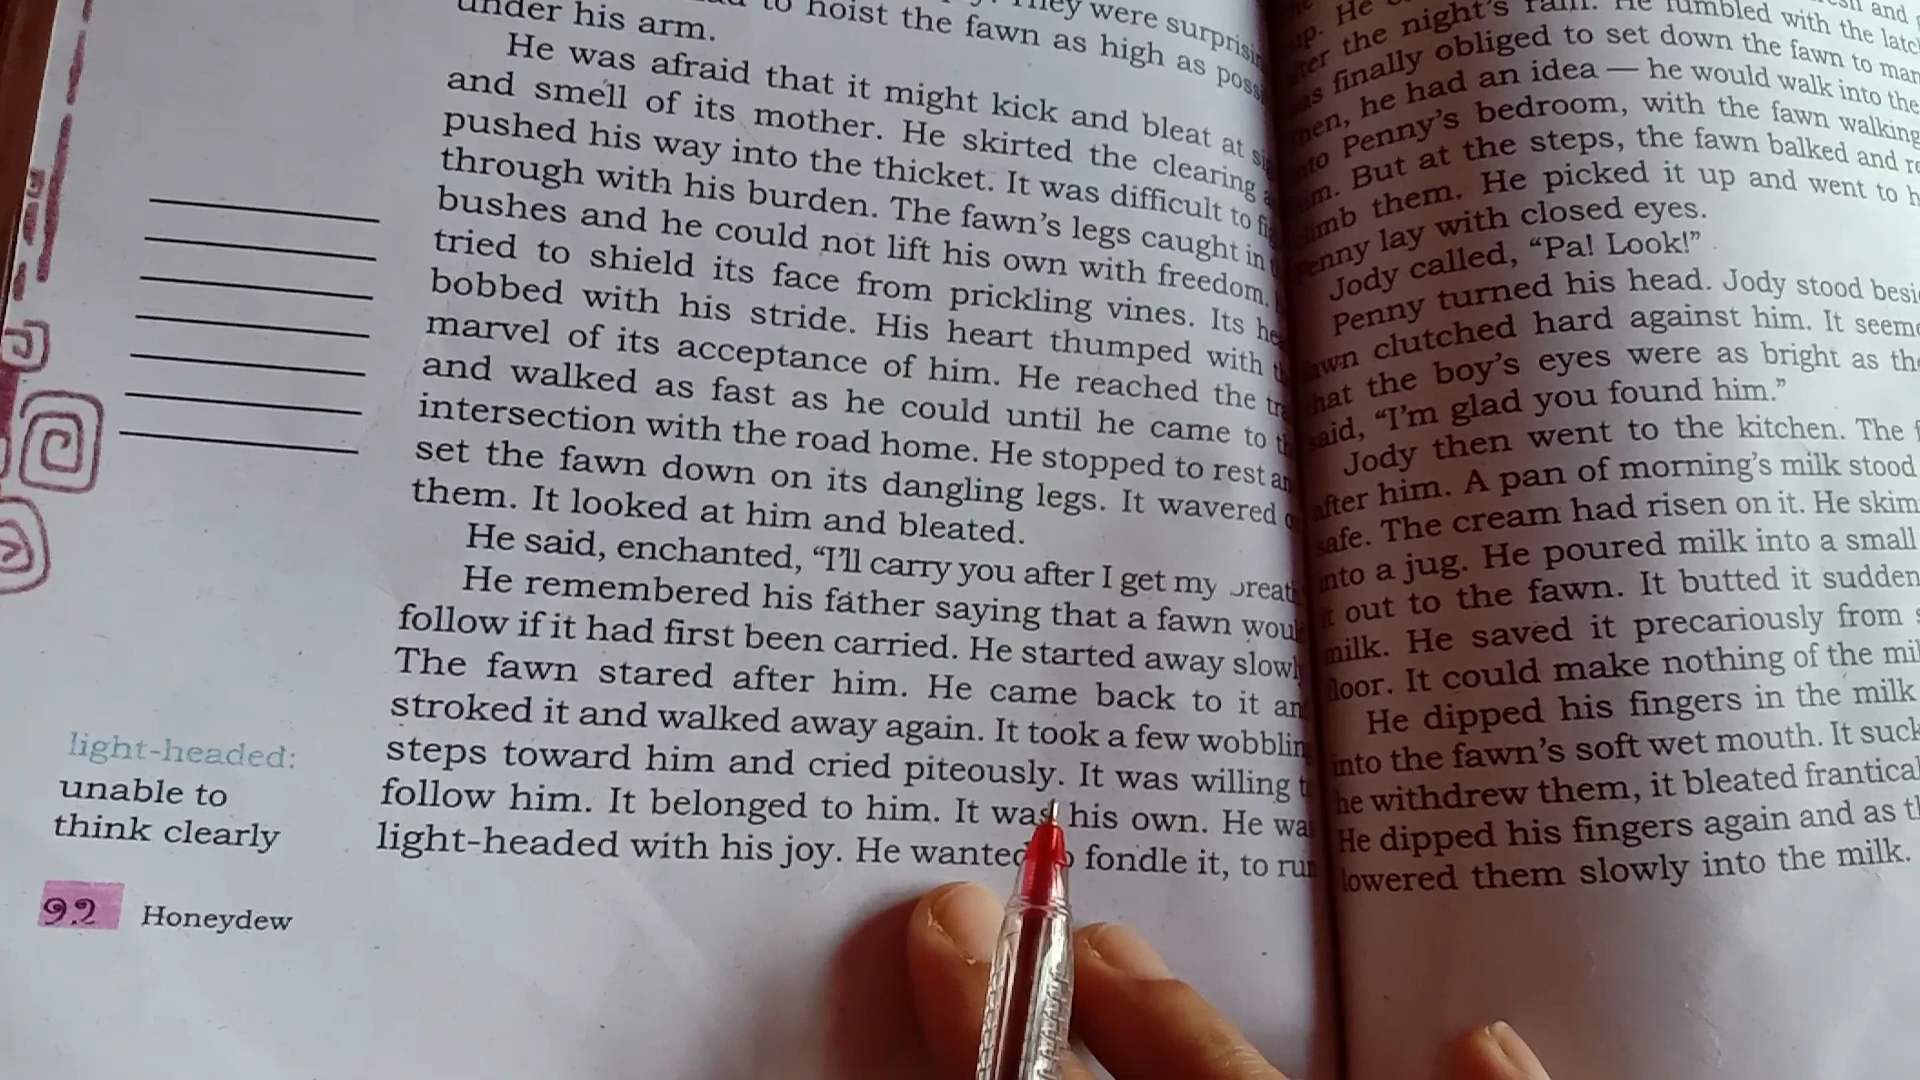 They were
under his arm.
to hoist the fawn as high as
He was afraid that it might kick and bleat at
and smell of its mother. He skirted the clearing
pushed his way into the thicket. It was difficult to
through with his burden. The fawn's legs caught in
bushes and he could not lift his own with freedom.
tried to shield its face from prickling vines. Its
bobbed with his stride. His heart thumped with
marvel of its acceptance of him. He reached the
and walked as fast as he could until he came to
intersection with the road home. He stopped to rest
set the fawn down on its dangling legs. It wavered
them. It looked at him and bleated.
He said, enchanted, “I'll carry you after I get my
He remembered his father saying that a fawn
follow if it had first been carried. He started away
The fawn stared after him. He came back to it
stroked it and walked away again. It took a few
steps toward him and cried piteously. It was willing
follow him. It belonged to him. It was his own. He
light-headed with his joy. He wanted fondle it, to
light-headed:
unable to
think clearly
92 Honeydew
and
He
the night's rain. He fumbled with the
finally obliged to set down the fawn to
he had an idea — he would walk into the
Penny's bedroom, with the fawn walking
But at the steps, the fawn balked and
them. He picked it up and went to
lay with closed eyes.
Jody called, “Pa! Look!”
Penny turned his head. Jody stood
clutched hard against him. It
that the boy's eyes were as bright as
said, “I'm glad you found him.”
Jody then went to the kitchen. The
after him. A pan of morning's milk stood
safe. The cream had risen on it. He
into a jug. He poured milk into a small
out to the fawn. It butted it
milk. He saved it precariously from
floor. It could make nothing of the
He dipped his fingers in the milk
into the fawn's soft wet mouth. It
he withdrew them, it bleated
He dipped his fingers again and as
lowered them slowly into the milk.